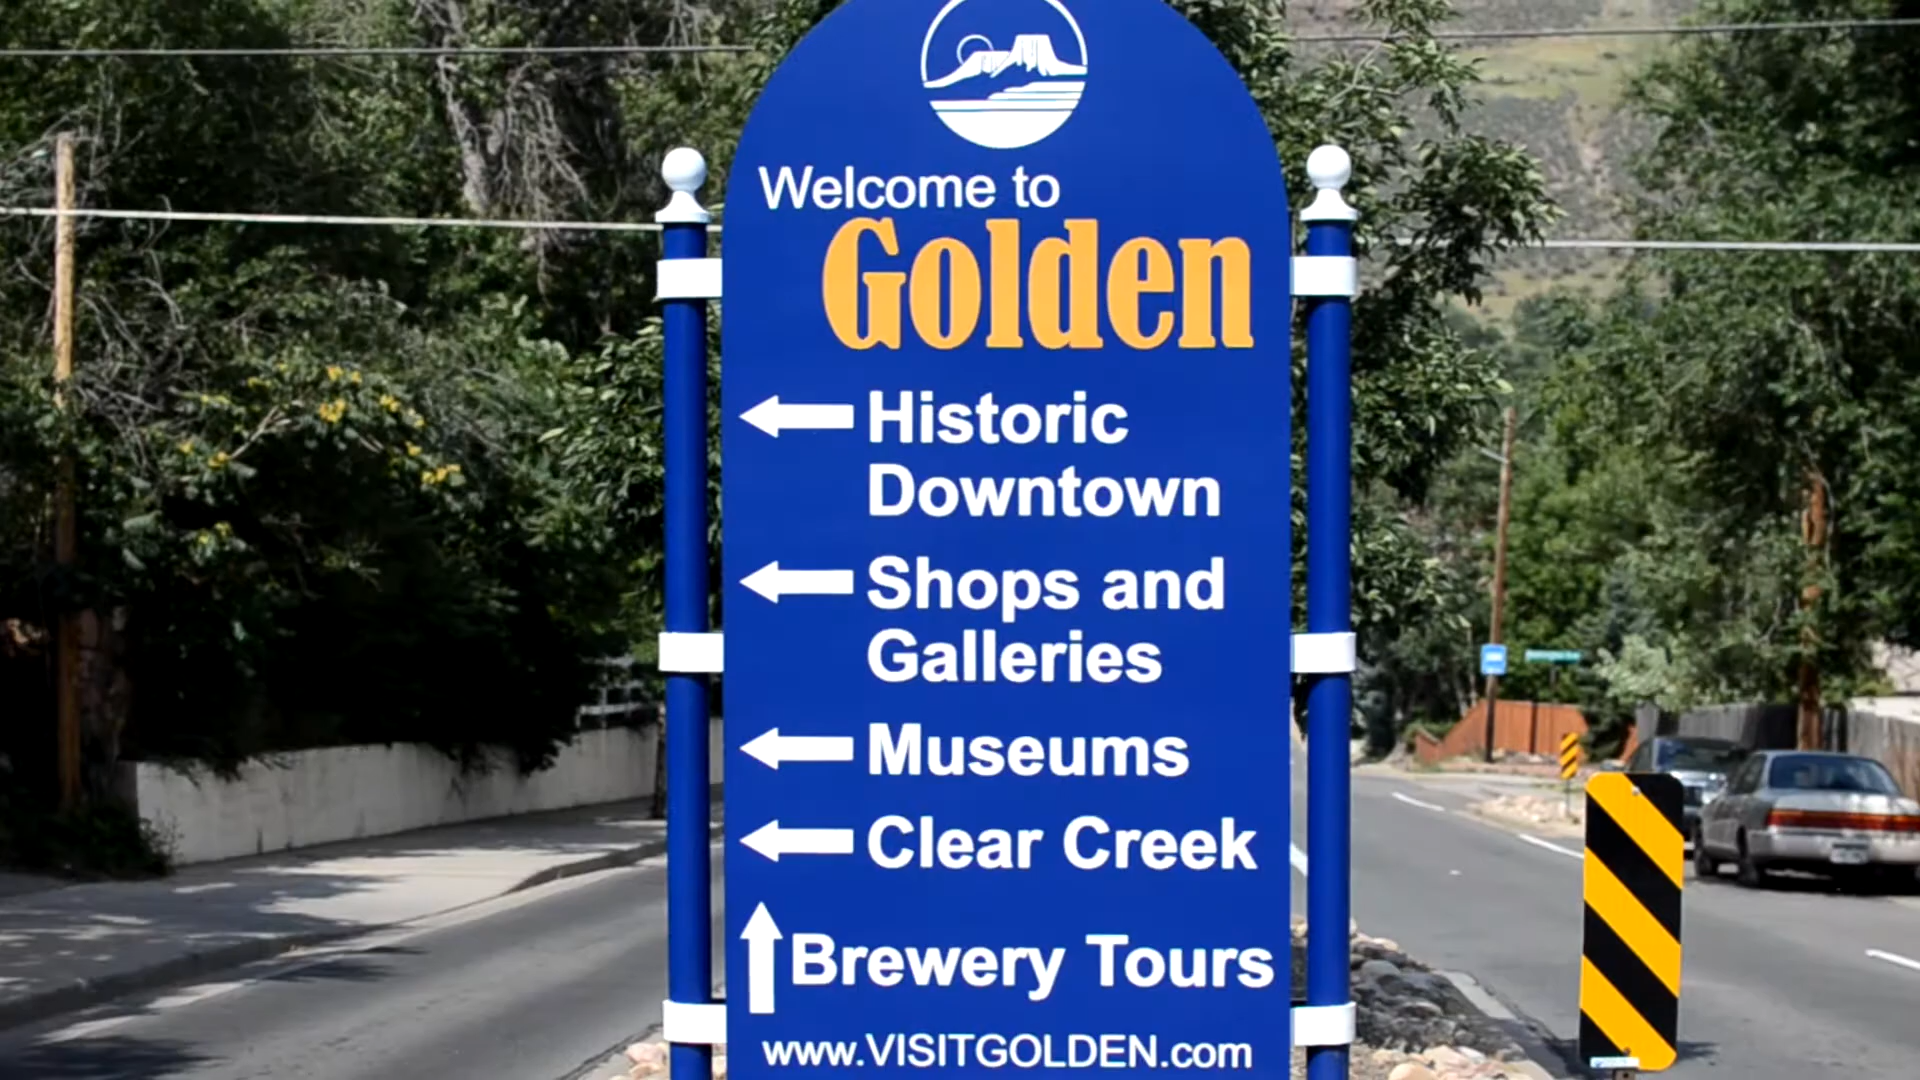 Welcome to
Golden
Historic
Downtown
Shops and
Galleries
Museums
Clear Creek
Brewery Tours
www.VISITGOLDEN.com